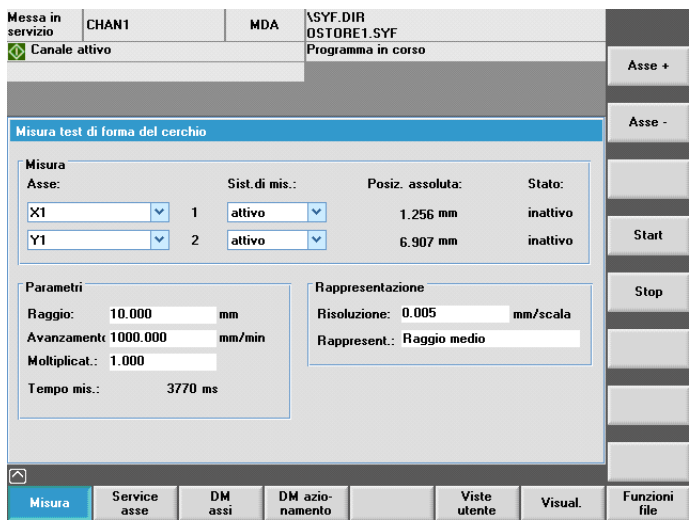 Messa in servizio
CHAN1
MDA
\SYF.DIR
OSTORE1.SYF
Canale attivo
Programma in corso
Asse +
Asse -
Misura test di forma del cerchio
Misura
Asse: Sist.di mis.: Posiz. assoluta: Stato:
X1 1 attivo 1.256 mm inattivo
Y1 2 attivo 6.907 mm inattivo
Start
Stop
Parametri
Raggio: 10.000 mm
Avanzamento 1000.000 mm/min
Moltiplicat.: 1.000
Tempo mis.: 3770 ms
Rappresentazione
Risoluzione: 0.005 mm/scala
Rappresent.: Raggio medio
Misura
Service asse
DM assi
DM azio-namento
Viste utente
Visual.
Funzioni file